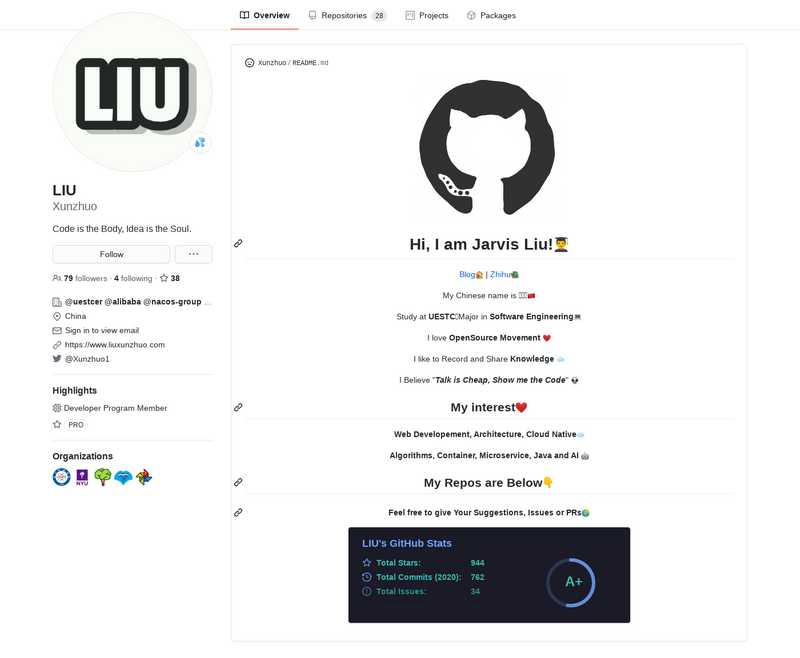 Overview
Repositories 28
Projects
Packages
LIU
LIU
Xunzhuo
Code is the Body, Idea is the Soul.
Follow
79 followers · 4 following · 38
@uestcer @alibaba @nacos-group ...
China
Sign in to view email
https://www.liuxunzhuo.com
@Xunzhuo1
Highlights
Developer Program Member
PRO
Organizations
NYU
Xunzhuo / README.md
Hi, I am Jarvis Liu!
Blog | Zhihu
My Chinese name is
Study at UESTC Major in Software Engineering
I love OpenSource Movement
I like to Record and Share Knowledge
I Believe "Talk is Cheap, Show me the Code"
My interest
Web Developement, Architecture, Cloud Native
Algorithms, Container, Microservice, Java and AI
My Repos are Below
Feel free to give Your Suggestions, Issues or PRs
LIU's GitHub Stats
Total Stars: 944
Total Commits (2020): 762
Total Issues: 34
A+